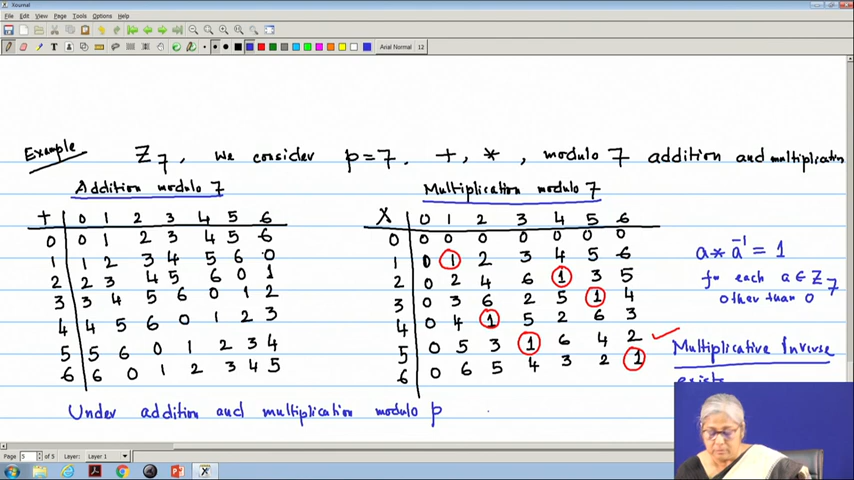 Xournal
File Edit View Page Tools Options Help
Arial Normal 12
Example Z7, We consider p=7, +, *, modulo 7 addition and multiplication
Addition modulo 7
+ 0 1 2 3 4 5 6
0 0 1 2 3 4 5 6
1 1 2 3 4 5 6 0
2 2 3 4 5 6 0 1
3 3 4 5 6 0 1 2
4 4 5 6 0 1 2 3
5 5 6 0 1 2 3 4
6 6 0 1 2 3 4 5
Multiplication modulo 7
X 0 1 2 3 4 5 6
0 0 0 0 0 0 0 0
1 0 1 2 3 4 5 6
2 0 2 4 6 1 3 5
3 0 3 6 2 5 1 4
4 0 4 1 5 2 6 3
5 0 5 3 1 6 4 2
6 0 6 5 4 3 2 1
a * a⁻¹ = 1
for each a ∈ Z7
other than 0
Multiplicative Inverse
exists
Under addition and multiplication modulo p
Page 5 of 5 Layer: Layer 1